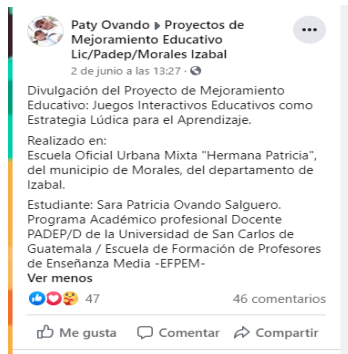 Paty Ovando ▸ Proyectos de
Mejoramiento Educativo
Lic/Padep/Morales Izabal
2 de junio a las 13:27 ·
Divulgación del Proyecto de Mejoramiento
Educativo: Juegos Interactivos Educativos como
Estrategia Lúdica para el Aprendizaje.
Realizado en:
Escuela Oficial Urbana Mixta "Hermana Patricia",
del municipio de Morales, del departamento de
Izabal.
Estudiante: Sara Patricia Ovando Salguero.
Programa Académico profesional Docente
PADEP/D de la Universidad de San Carlos de
Guatemala / Escuela de Formación de Profesores
de Enseñanza Media -EFPEM-
Ver menos
47 46 comentarios
Me gusta Comentar Compartir